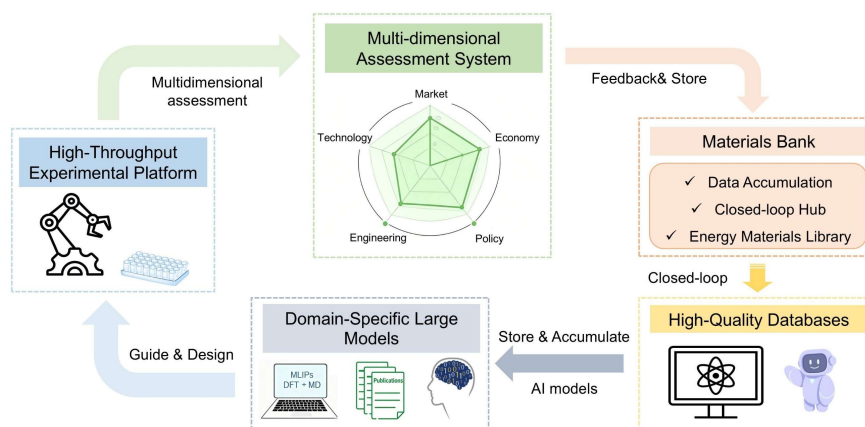 Multi-dimensional
Assessment System
Market
Technology
Economy
Engineering
Policy
Multidimensional
assessment
Feedback& Store
High-Throughput
Experimental Platform
Materials Bank
✓ Data Accumulation
✓ Closed-loop Hub
✓ Energy Materials Library
Closed-loop
High-Quality Databases
Store & Accumulate
AI models
Domain-Specific Large
Models
MLIPs
DFT + MD
Publications
Guide & Design